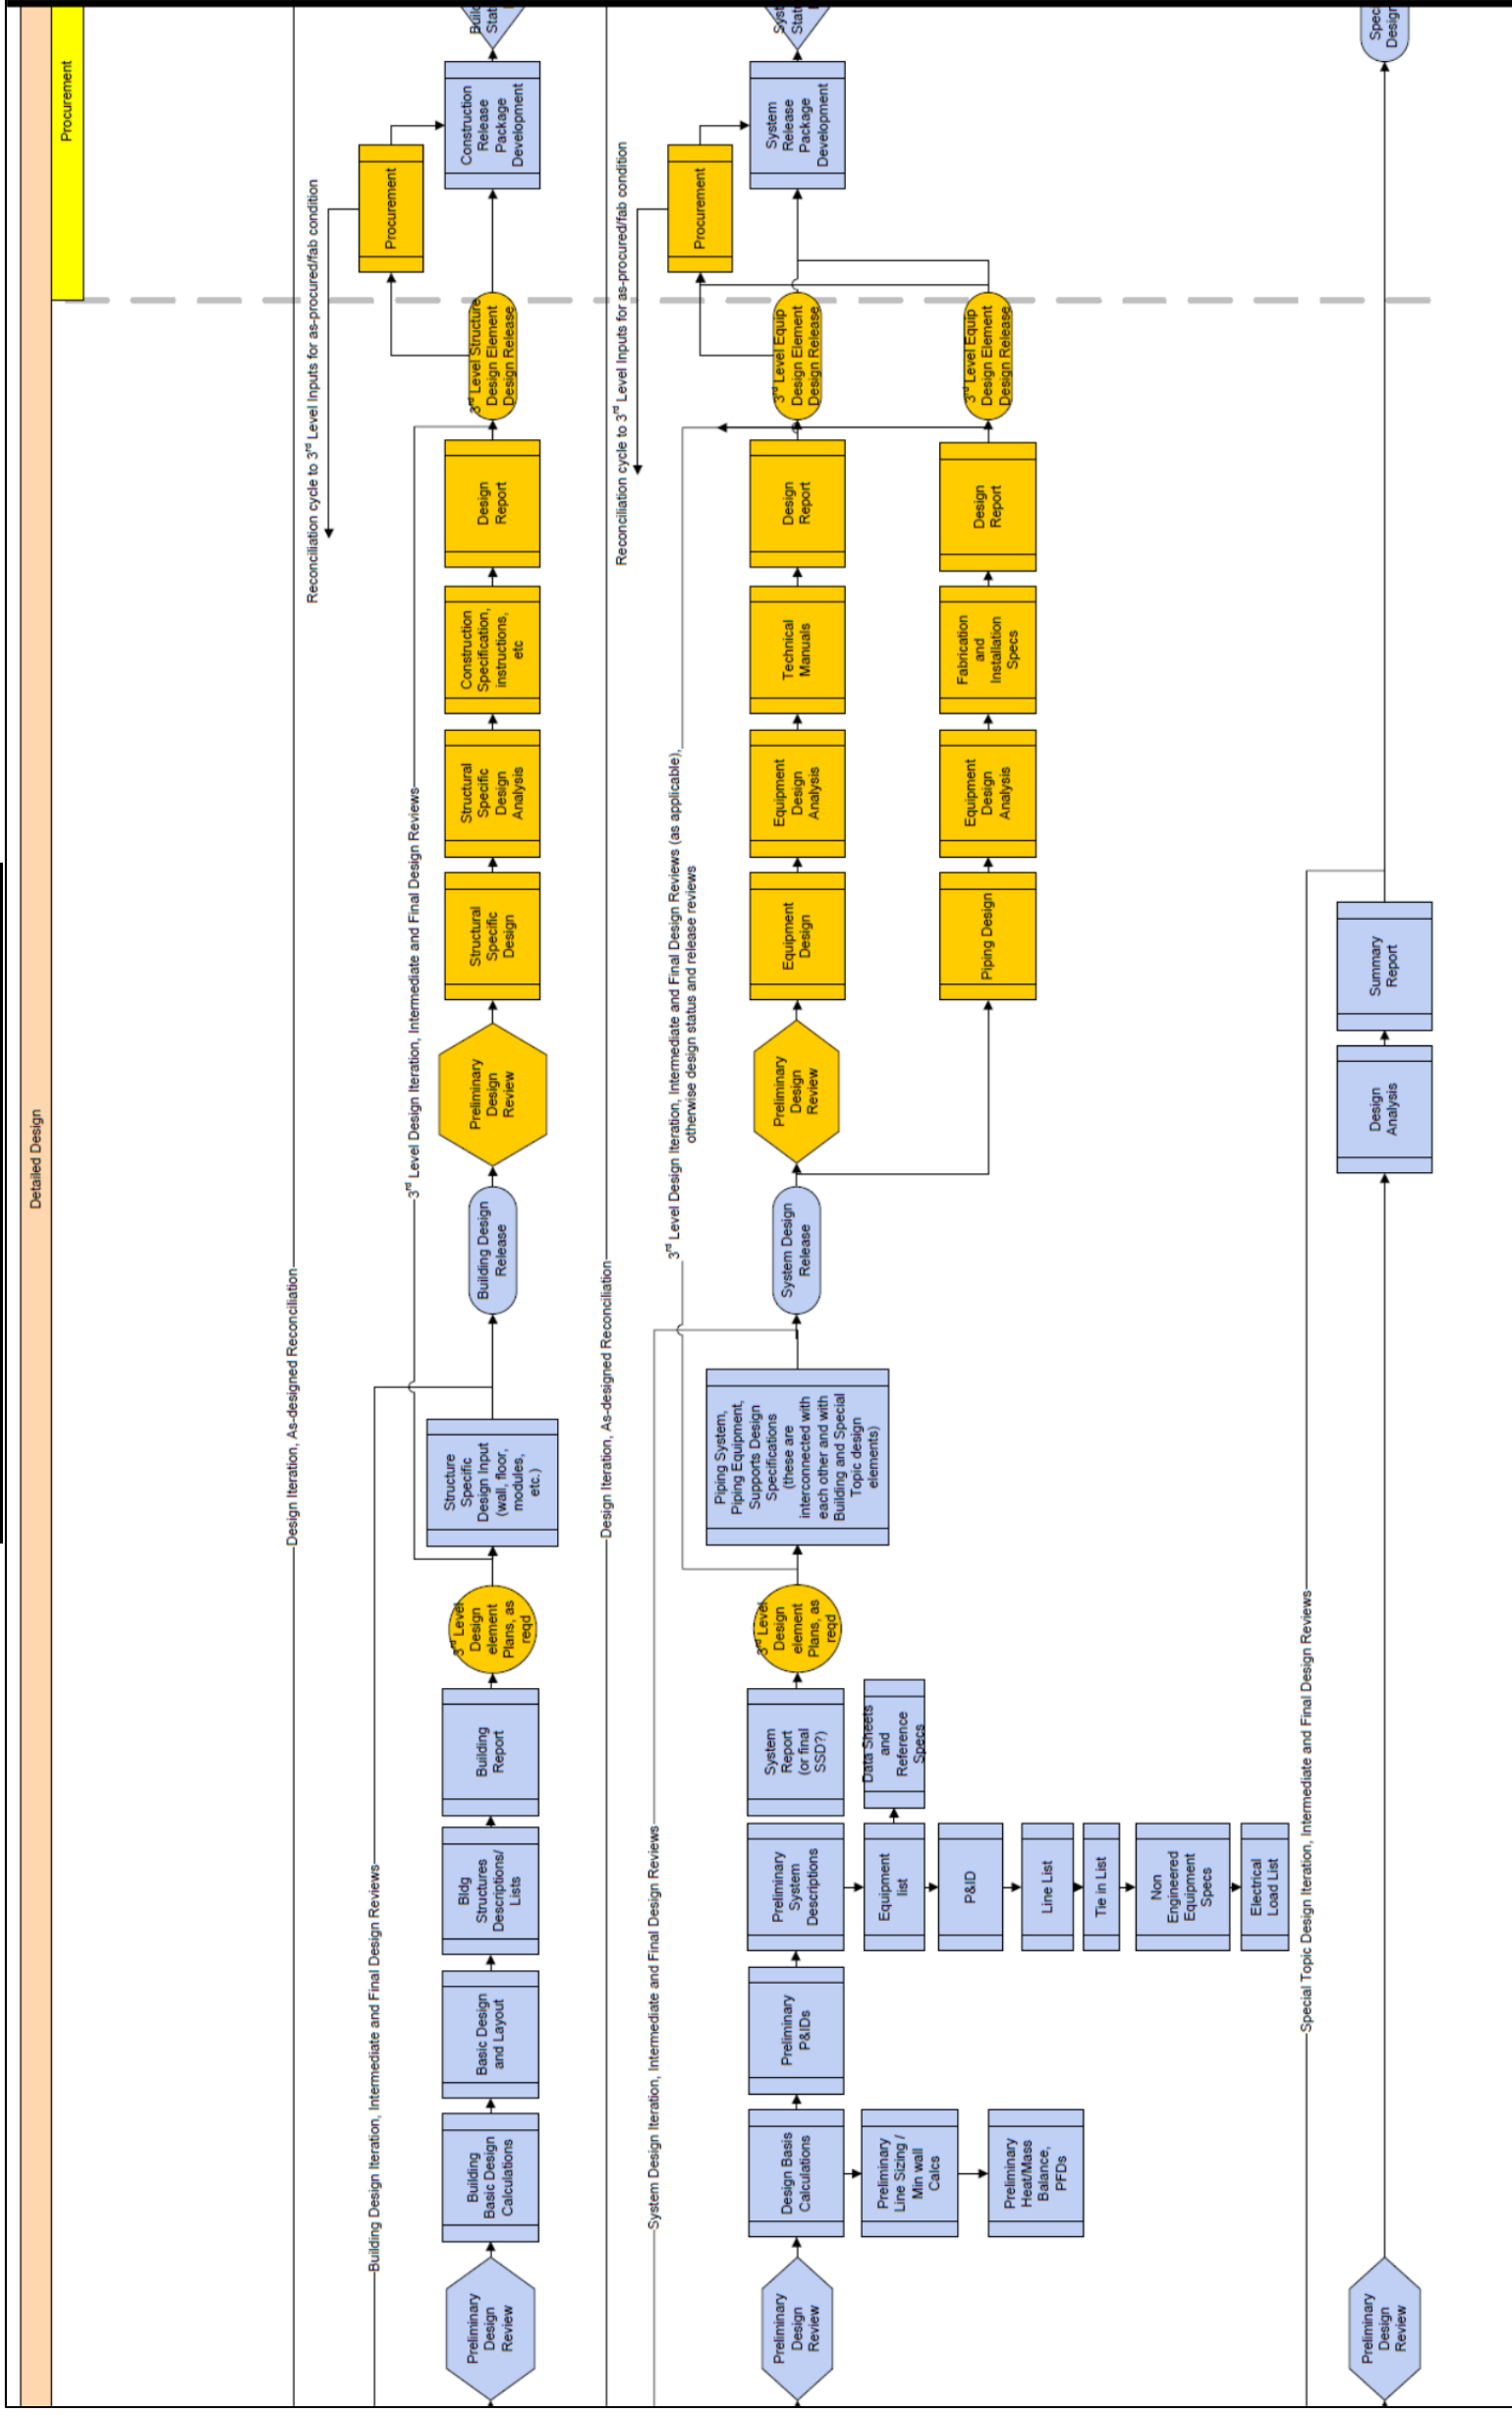 Detailed Design
Procurement
Design Iteration, As-designed Reconciliation
Reconciliation cycle to 3rd Level Inputs for as-procured/fab condition
Building Design Iteration, Intermediate and Final Design Reviews
3rd Level Design Iteration, Intermediate and Final Design Reviews
Procurement
Preliminary
Design
Review
Building
Basic Design
Calculations
Basic Design
and Layout
Bldg
Structures
Descriptions/
Lists
Building
Report
3rd Level
Design
element
Plans, as
reqd
Structure
Specific
Design Input
(wall, floor,
modules,
etc.)
Building Design
Release
Preliminary
Design
Review
Structural
Specific
Design
Structural
Specific
Design
Analysis
Construction
Specification,
instructions,
etc
Design
Report
3rd Level Structure
Design Element
Design Release
Construction
Release
Package
Development
Build
Stat
Design Iteration, As-designed Reconciliation
Reconciliation cycle to 3rd Level Inputs for as-procured/fab condition
System Design Iteration, Intermediate and Final Design Reviews
3rd Level Design Iteration, Intermediate and Final Design Reviews (as applicable),
otherwise design status and release reviews
Procurement
Preliminary
Design
Review
Design Basis
Calculations
Preliminary
P&IDs
Preliminary
System
Descriptions
System
Report
(or final
SSD?)
3rd Level
Design
element
Plans, as
reqd
Piping System,
Piping Equipment,
Supports Design
Specifications
(these are
interconnected with
each other and with
Building and Special
Topic design
elements)
System Design
Release
Preliminary
Design
Review
Equipment
Design
Equipment
Design
Analysis
Technical
Manuals
Design
Report
3rd Level Equip
Design Element
Design Release
System
Release
Package
Development
Syst
Stat
Preliminary
Line Sizing /
Min wall
Calcs
Preliminary
Heat/Mass
Balance,
PFDs
Equipment
list
Data Sheets
and
Reference
Specs
P&ID
Line List
Tie in List
Non
Engineered
Equipment
Specs
Electrical
Load List
Piping Design
Equipment
Design
Analysis
Fabrication
and
Installation
Specs
Design
Report
3rd Level Equip
Design Element
Design Release
Special Topic Design Iteration, Intermediate and Final Design Reviews
Preliminary
Design
Review
Design
Analysis
Summary
Report
Spec
Design